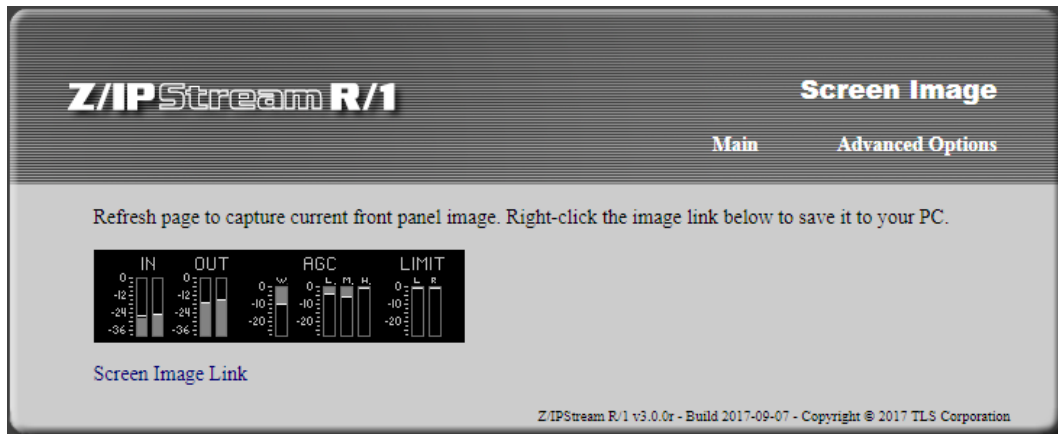 Z/IPStream R/1
Screen Image
Main Advanced Options
Refresh page to capture current front panel image. Right-click the image link below to save it to your PC.
IN OUT AGC LIMIT
W L M H L R
0 0 0 0 0
-12 -12 -10 -10 -10
-24 -24 -20 -20 -20
-36 -36
Screen Image Link
Z/IPStream R/1 v3.0.0r - Build 2017-09-07 - Copyright © 2017 TLS Corporation